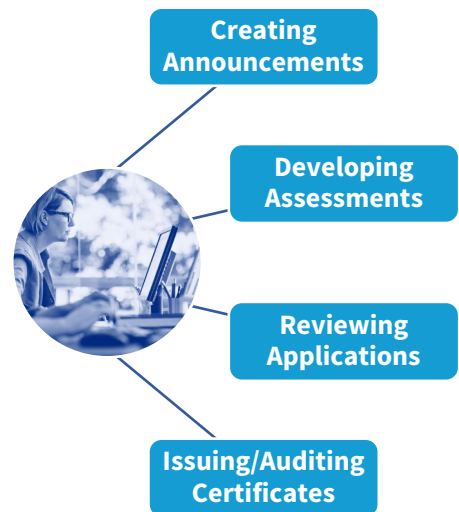 Creating
Announcements
Developing
Assessments
Reviewing
Applications
Issuing/Auditing
Certificates